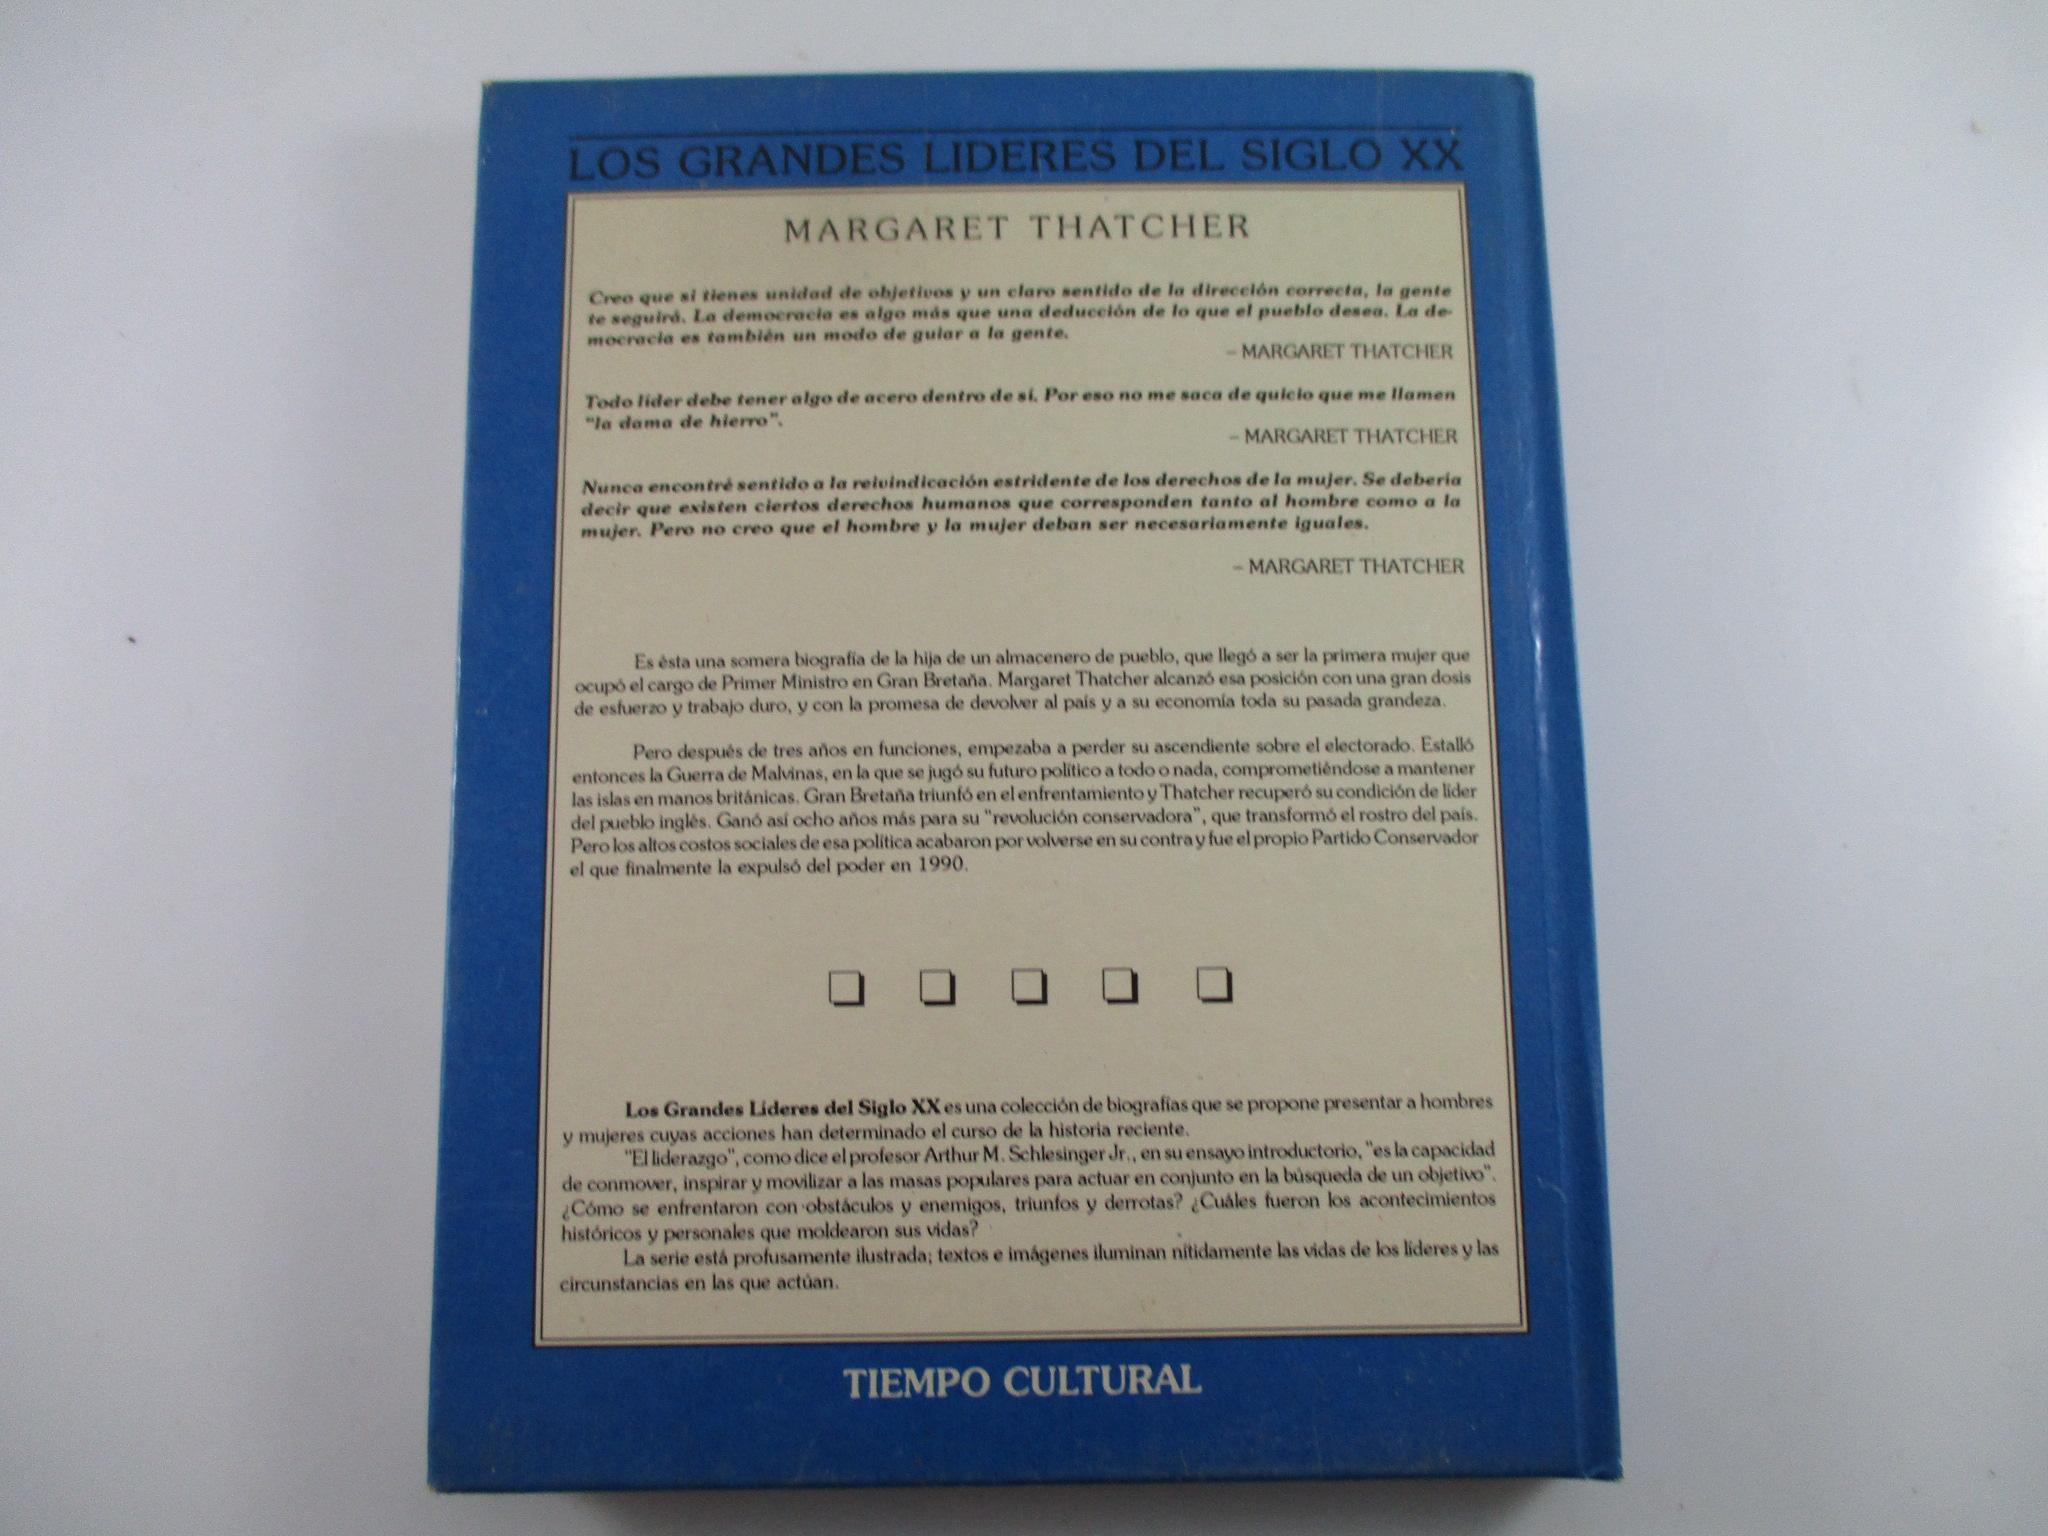 LOS GRANDES LIDERES DEL SIGLO XX
MARGARET THATCHER
Creo que si tienes unidad de objetivos y un claro sentido de la dirección correcta, la gente
te seguirá. La democracia es algo más que una deducción de lo que el pueblo desea. La de-
mocracia es también un modo de guiar a la gente.
– MARGARET THATCHER
Todo líder debe tener algo de acero dentro de sí. Por eso no me saca de quicio que me llamen
"la dama de hierro".
– MARGARET THATCHER
Nunca encontré sentido a la reivindicación estridente de los derechos de la mujer. Se debería
decir que existen ciertos derechos humanos que corresponden tanto al hombre como a la
mujer. Pero no creo que el hombre y la mujer deban ser necesariamente iguales.
– MARGARET THATCHER
Es ésta una somera biografía de la hija de un almacenero de pueblo, que llegó a ser la primera mujer que
ocupó el cargo de Primer Ministro en Gran Bretaña. Margaret Thatcher alcanzó esa posición con una gran dosis
de esfuerzo y trabajo duro, y con la promesa de devolver al país y a su economía toda su pasada grandeza.
Pero después de tres años en funciones, empezaba a perder su ascendiente sobre el electorado. Estalló
entonces la Guerra de Malvinas, en la que se jugó su futuro político a todo o nada, comprometiéndose a mantener
las islas en manos británicas. Gran Bretaña triunfó en el enfrentamiento y Thatcher recuperó su condición de líder
del pueblo inglés. Ganó así ocho años más para su "revolución conservadora", que transformó el rostro del país.
Pero los altos costos sociales de esa política acabaron por volverse en su contra y fue el propio Partido Conservador
el que finalmente la expulsó del poder en 1990.
Los Grandes Líderes del Siglo XX es una colección de biografías que se propone presentar a hombres
y mujeres cuyas acciones han determinado el curso de la historia reciente.
"El liderazgo", como dice el profesor Arthur M. Schlesinger Jr., en su ensayo introductorio, "es la capacidad
de conmover, inspirar y movilizar a las masas populares para actuar en conjunto en la búsqueda de un objetivo".
¿Cómo se enfrentaron con obstáculos y enemigos, triunfos y derrotas? ¿Cuáles fueron los acontecimientos
históricos y personales que moldearon sus vidas?
La serie está profusamente ilustrada; textos e imágenes iluminan nítidamente las vidas de los líderes y las
circunstancias en las que actúan.
TIEMPO CULTURAL